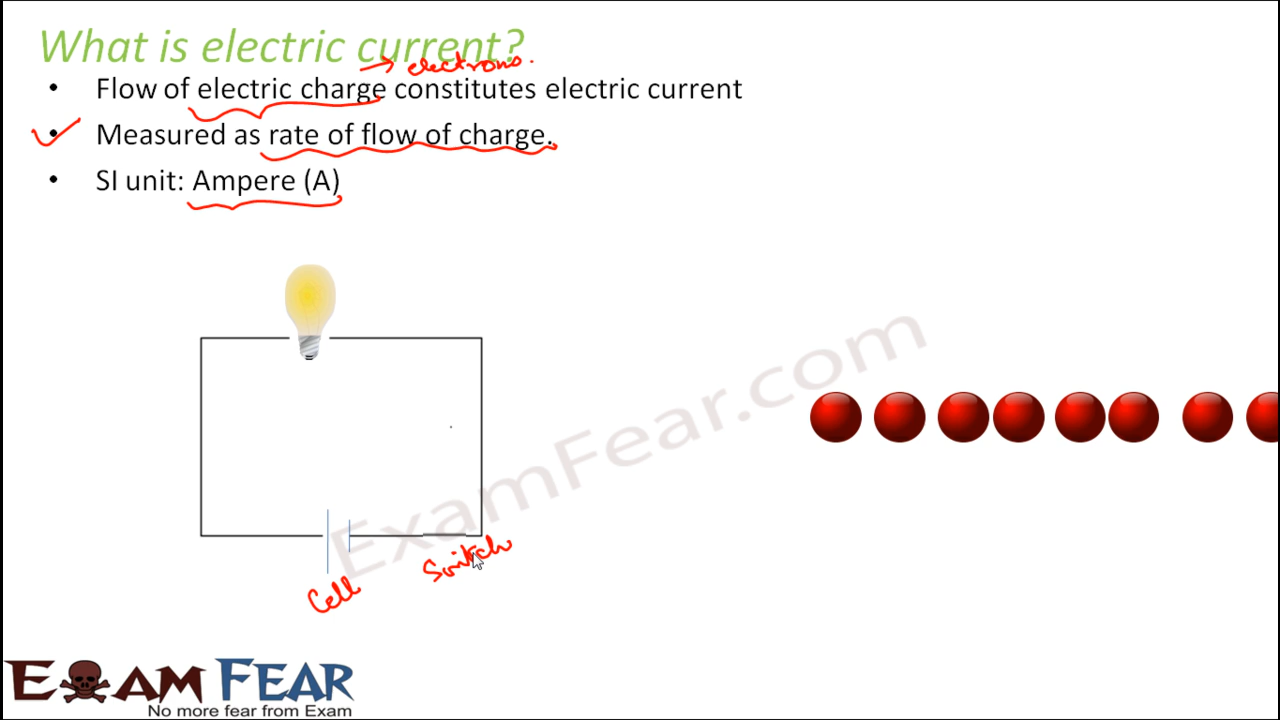 What is electric current?
→ electrons.
• Flow of electric charge constitutes electric current
• Measured as rate of flow of charge.
• SI unit: Ampere (A)
ExamFear.com
Cell
Switch
EXAM FEAR
No more fear from Exam